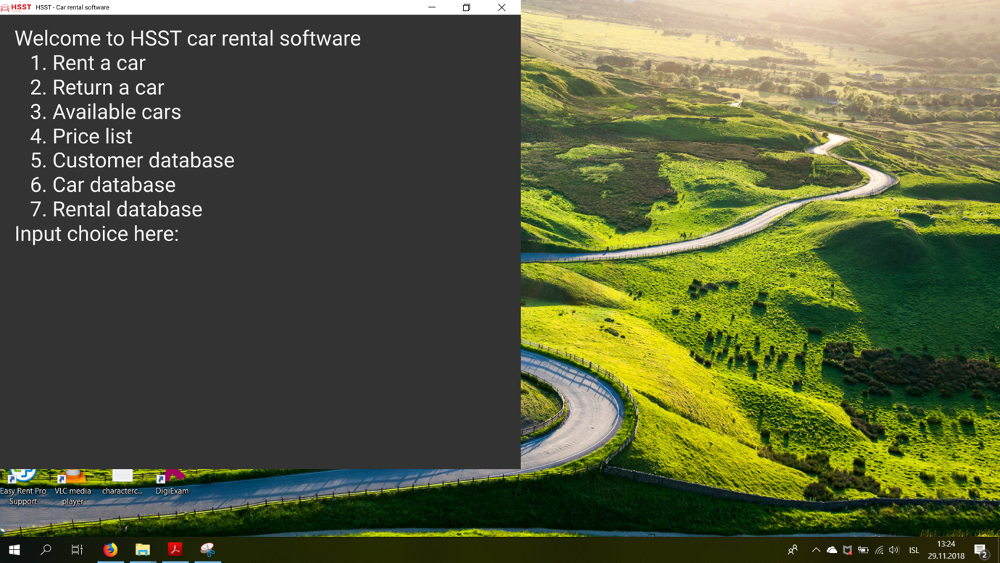 HSST HSST - Car rental software
Welcome to HSST car rental software
1. Rent a car
2. Return a car
3. Available cars
4. Price list
5. Customer database
6. Car database
7. Rental database
Input choice here:
Easy Rent Pro
Support
VLC media
player
characterc...
DigiExam
ISL
13:24
29.11.2018
2